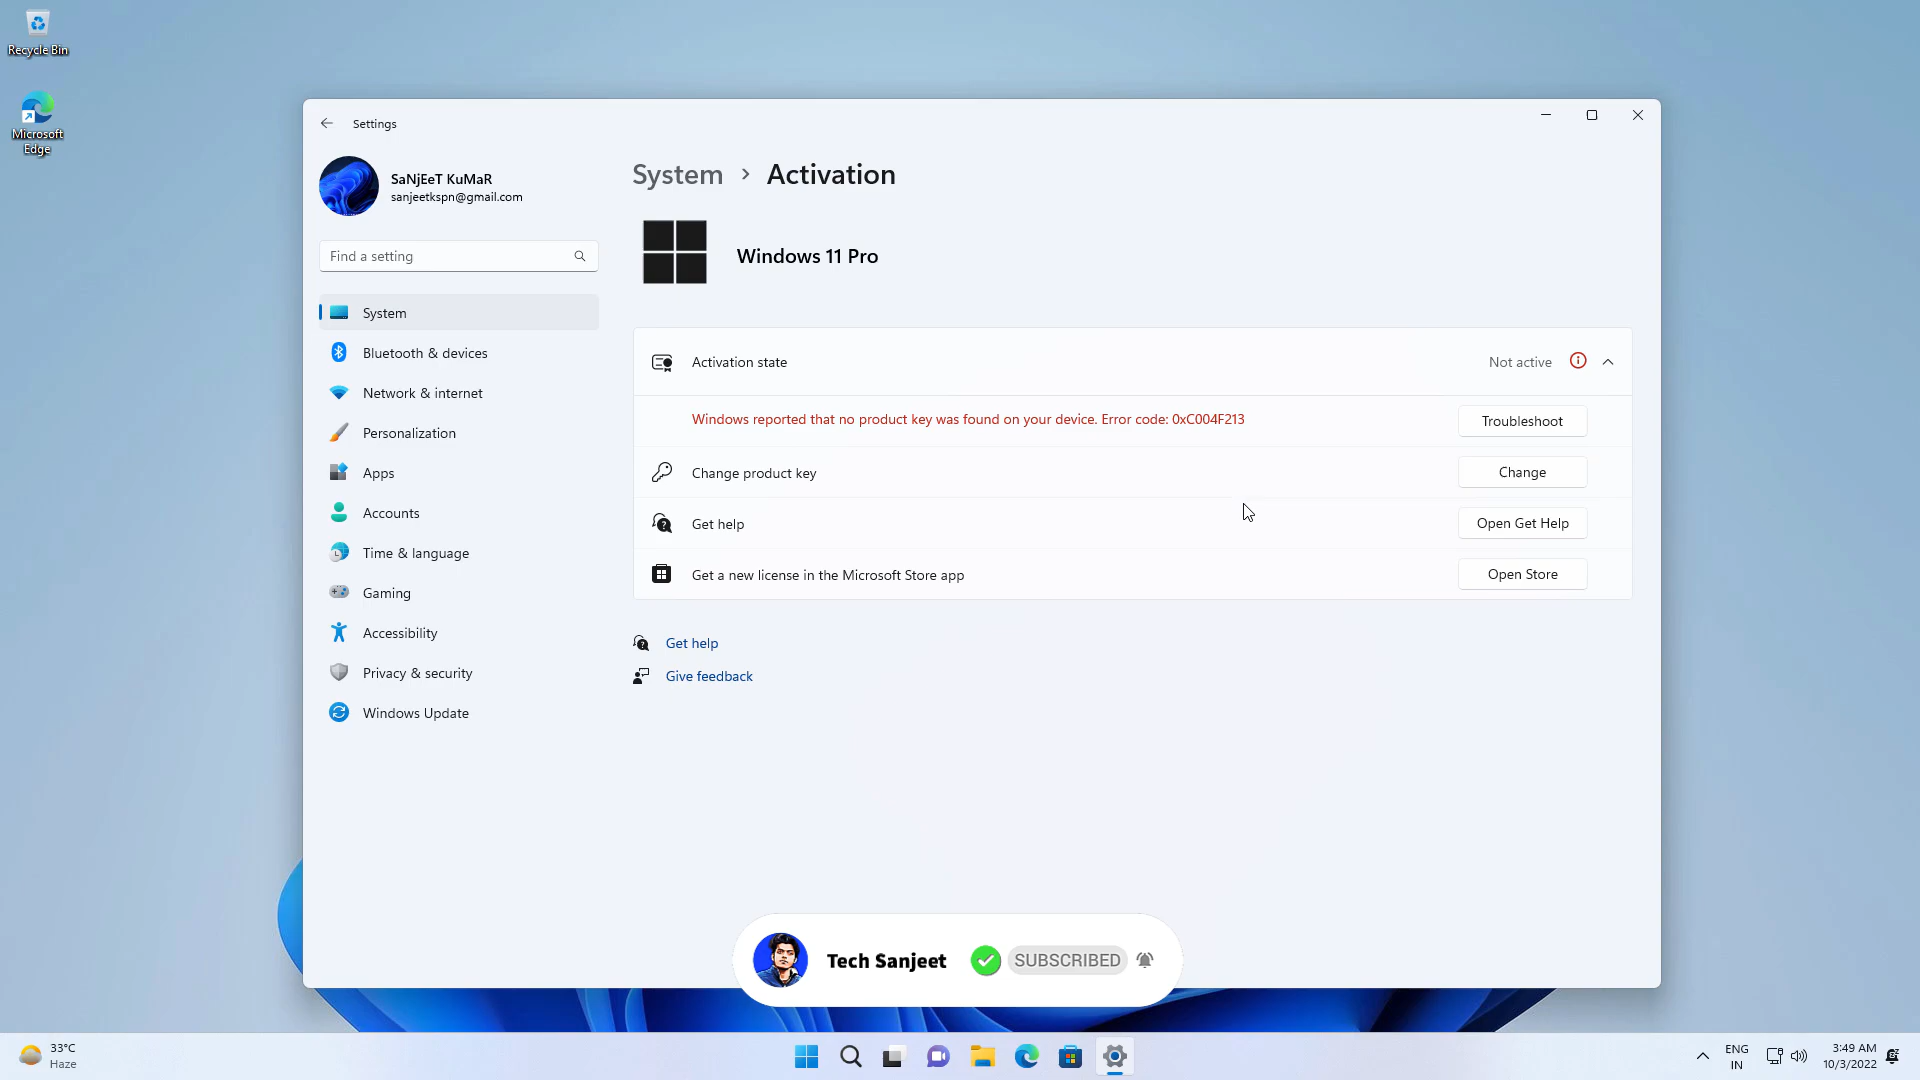 Recycle Bin
Microsoft
Edge
Settings
SaNjEeT KuMaR
sanjeetkspn@gmail.com
Find a setting
System
Bluetooth & devices
Network & internet
Personalization
Apps
Accounts
Time & language
Gaming
Accessibility
Privacy & security
Windows Update
System > Activation
Windows 11 Pro
Activation state
Not active
Windows reported that no product key was found on your device. Error code: 0xC004F213
Troubleshoot
Change product key
Change
Get help
Open Get Help
Get a new license in the Microsoft Store app
Open Store
Get help
Give feedback
Tech Sanjeet
SUBSCRIBED
33°C
Haze
ENG
IN
3:49 AM
10/3/2022